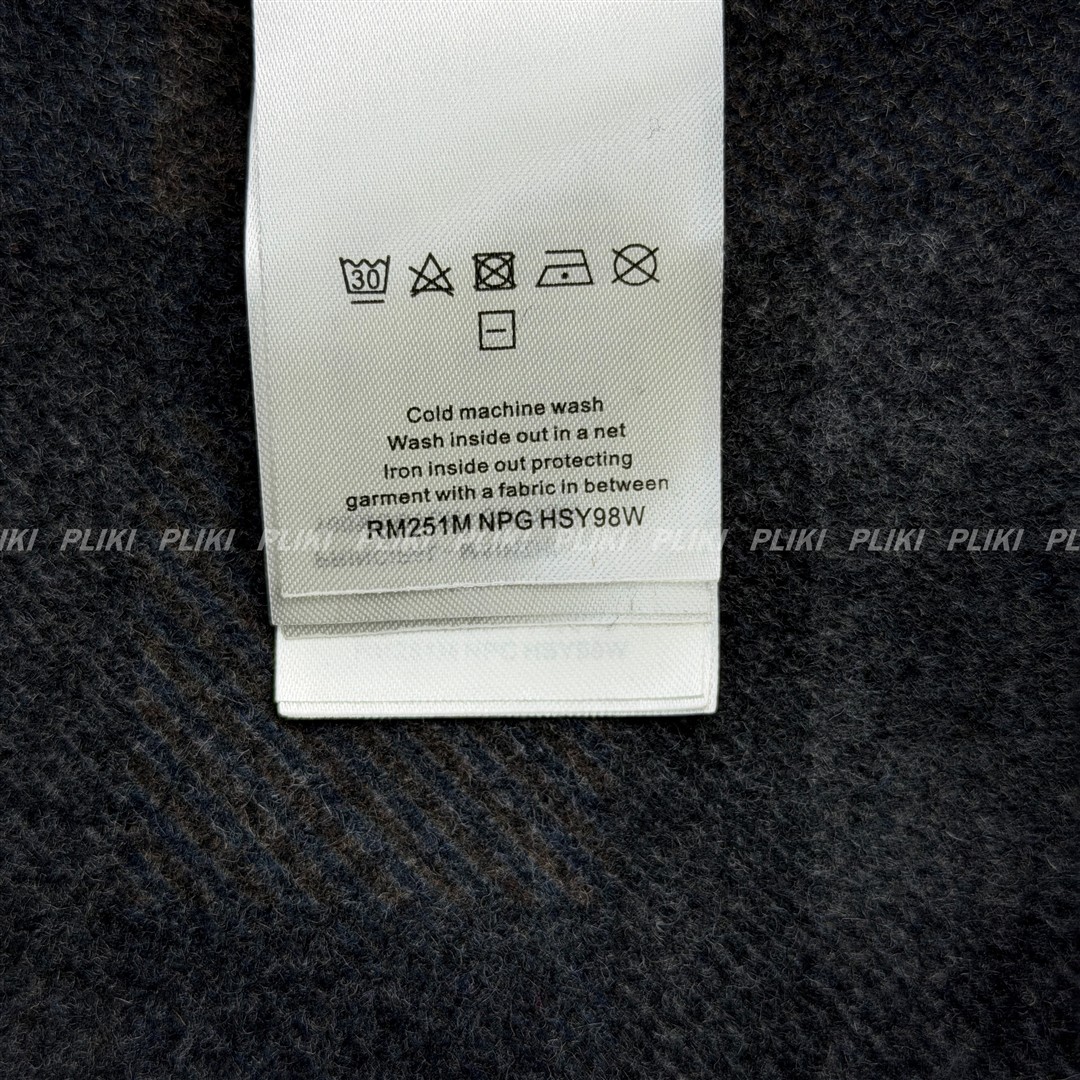 30
Cold machine wash
Wash inside out in a net
Iron inside out protecting
garment with a fabric in between
RM251M NPG HSY98W
PLIKI PLIKI PLIKI PLIKI PLIKI PLIKI PLIKI PLIKI PLIKI